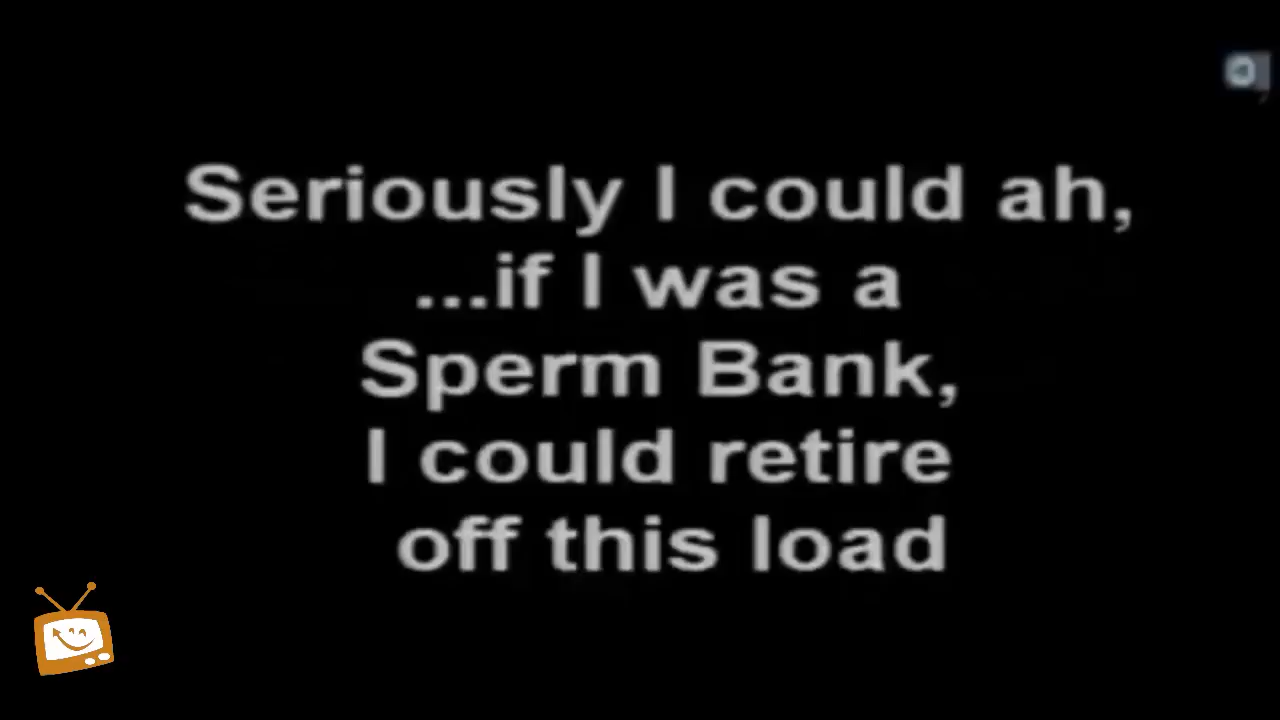 Seriously I could ah,
...if I was a
Sperm Bank,
I could retire
off this load